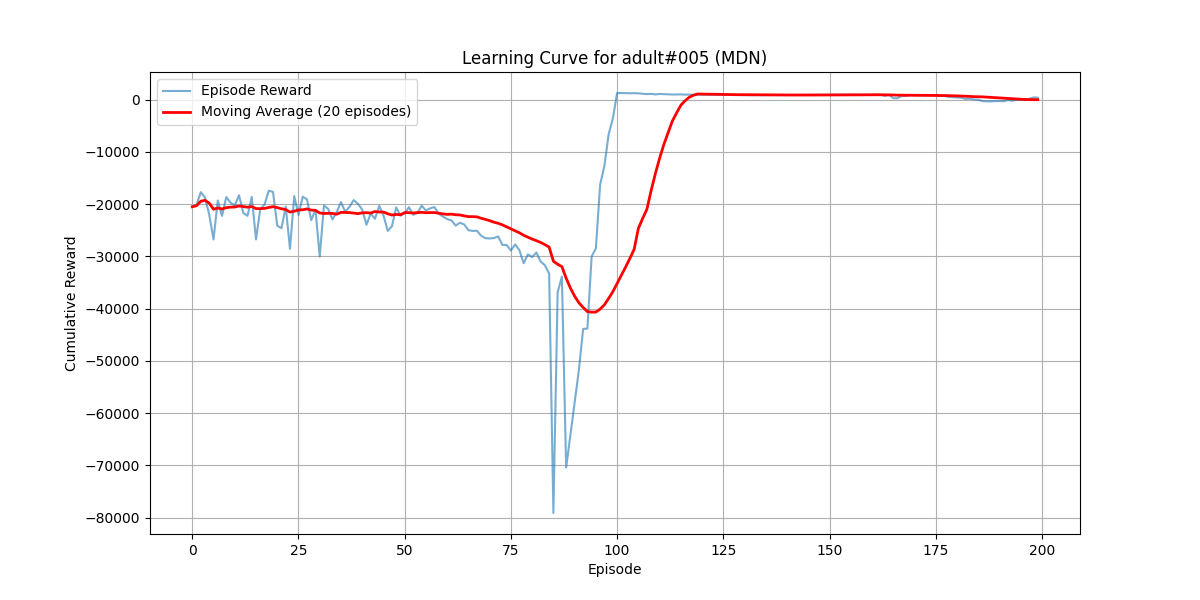 Learning Curve for adult#005 (MDN)
Episode Reward
Moving Average (20 episodes)
Cumulative Reward
0
−10000
−20000
−30000
−40000
−50000
−60000
−70000
−80000
0 25 50 75 100 125 150 175 200
Episode